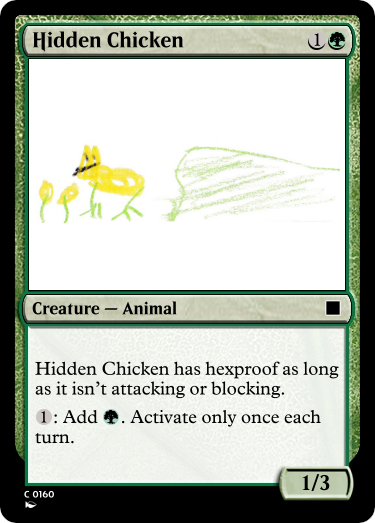 Hidden Chicken 1
Creature — Animal
Hidden Chicken has hexproof as long
as it isn't attacking or blocking.
1: Add . Activate only once each
turn.
1/3
C 0160